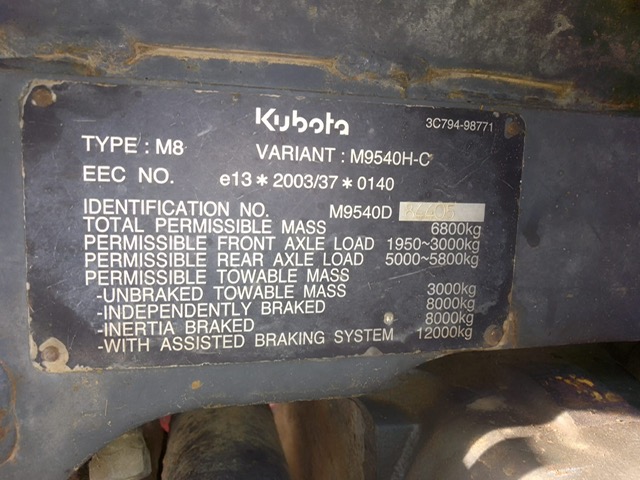 Kubota
3C794-98771
TYPE : M8
VARIANT : M9540H-C
EEC NO.
e13 * 2003/37 * 0140
IDENTIFICATION NO.
M9540D
TOTAL PERMISSIBLE MASS 6800kg
PERMISSIBLE FRONT AXLE LOAD 1950~3000kg
PERMISSIBLE REAR AXLE LOAD 5000~5800kg
PERMISSIBLE TOWABLE MASS
-UNBRAKED TOWABLE MASS 3000kg
-INDEPENDENTLY BRAKED 8000kg
-INERTIA BRAKED 8000kg
-WITH ASSISTED BRAKING SYSTEM 12000kg